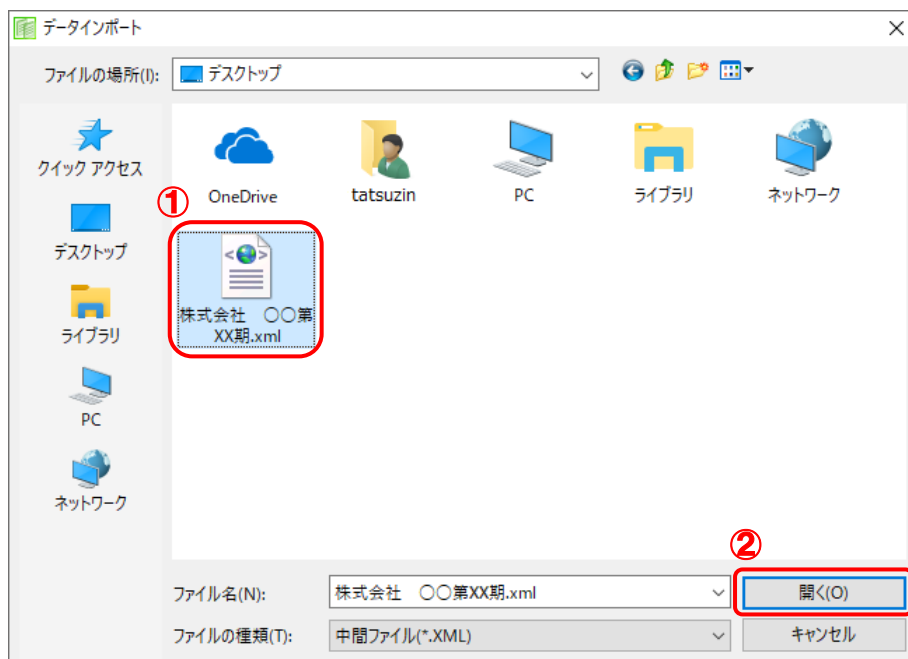 データインポート
ファイルの場所(I):
デスクトップ
クイック アクセス
デスクトップ
ライブラリ
PC
ネットワーク
OneDrive
tatsuzin
PC
ライブラリ
ネットワーク
①
株式会社　〇〇第
XX期.xml
②
ファイル名(N):
株式会社　〇〇第XX期.xml
開く(O)
ファイルの種類(T):
中間ファイル(*.XML)
キャンセル